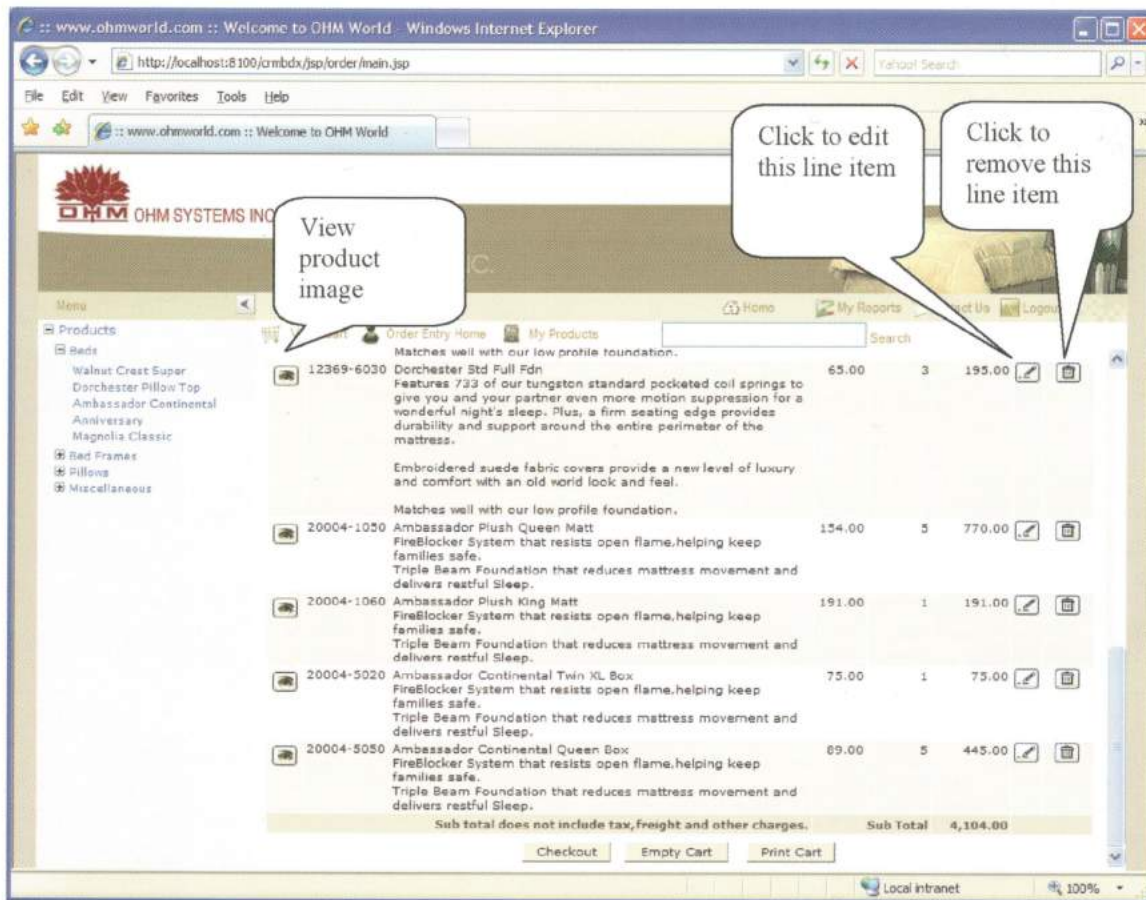 :: www.ohmworld.com :: Welcome to OHM World - Windows Internet Explorer
http://localhost:8100/crmbdx/jsp/order/main.jsp
Yahoo! Search
File Edit View Favorites Tools Help
:: www.ohmworld.com :: Welcome to OHM World
Click to edit
this line item
Click to
remove this
line item
OHM OHM SYSTEMS INC
View
product
image
NC.
Menu
Home My Reports Us Logout
Order Entry Home My Products Search
Products
Beds
Walnut Crest Super
Dorchester Pillow Top
Ambassador Continental
Anniversary
Magnolia Classic
Bed Frames
Pillows
Miscellaneous
Matches well with our low profile foundation.
12369-6030 Dorchester Std Full Fdn 65.00 3 195.00
Features 733 of our tungston standard pocketed coil springs to
give you and your partner even more motion suppression for a
wonderful night's sleep. Plus, a firm seating edge provides
durability and support around the entire perimeter of the
mattress.
Embroidered suede fabric covers provide a new level of luxury
and comfort with an old world look and feel.
Matches well with our low profile foundation.
20004-1050 Ambassador Plush Queen Matt 154.00 5 770.00
FireBlocker System that resists open flame,helping keep
families safe.
Triple Beam Foundation that reduces mattress movement and
delivers restful Sleep.
20004-1060 Ambassador Plush King Matt 191.00 1 191.00
FireBlocker System that resists open flame,helping keep
families safe.
Triple Beam Foundation that reduces mattress movement and
delivers restful Sleep.
20004-5020 Ambassador Continental Twin XL Box 75.00 1 75.00
FireBlocker System that resists open flame,helping keep
families safe.
Triple Beam Foundation that reduces mattress movement and
delivers restful Sleep.
20004-5050 Ambassador Continental Queen Box 89.00 5 445.00
FireBlocker System that resists open flame,helping keep
families safe.
Triple Beam Foundation that reduces mattress movement and
delivers restful Sleep.
Sub total does not include tax,freight and other charges. Sub Total 4,104.00
Checkout Empty Cart Print Cart
Local intranet 100%